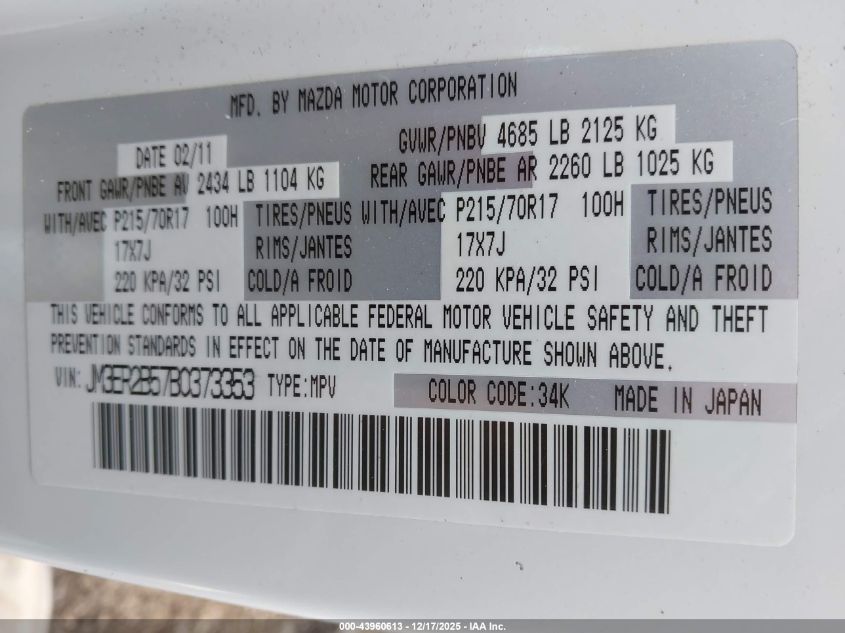 MFD. BY MAZDA MOTOR CORPORATION
DATE 02/11 GVWR/PNBV 4685 LB 2125 KG
FRONT GAWR/PNBE AV 2434 LB 1104 KG REAR GAWR/PNBE AR 2260 LB 1025 KG
WITH/AVEC P215/70R17 100H TIRES/PNEUS WITH/AVEC P215/70R17 100H TIRES/PNEUS
17X7J RIMS/JANTES 17X7J RIMS/JANTES
220 KPA/32 PSI COLD/A FROID 220 KPA/32 PSI COLD/A FROID
THIS VEHICLE CONFORMS TO ALL APPLICABLE FEDERAL MOTOR VEHICLE SAFETY AND THEFT
PREVENTION STANDARDS IN EFFECT ON THE DATE OF MANUFACTURE SHOWN ABOVE.
VIN: JM3ER2B57B0373353 TYPE:MPV COLOR CODE:34K MADE IN JAPAN
000-43960613 - 12/17/2025 - IAA Inc.